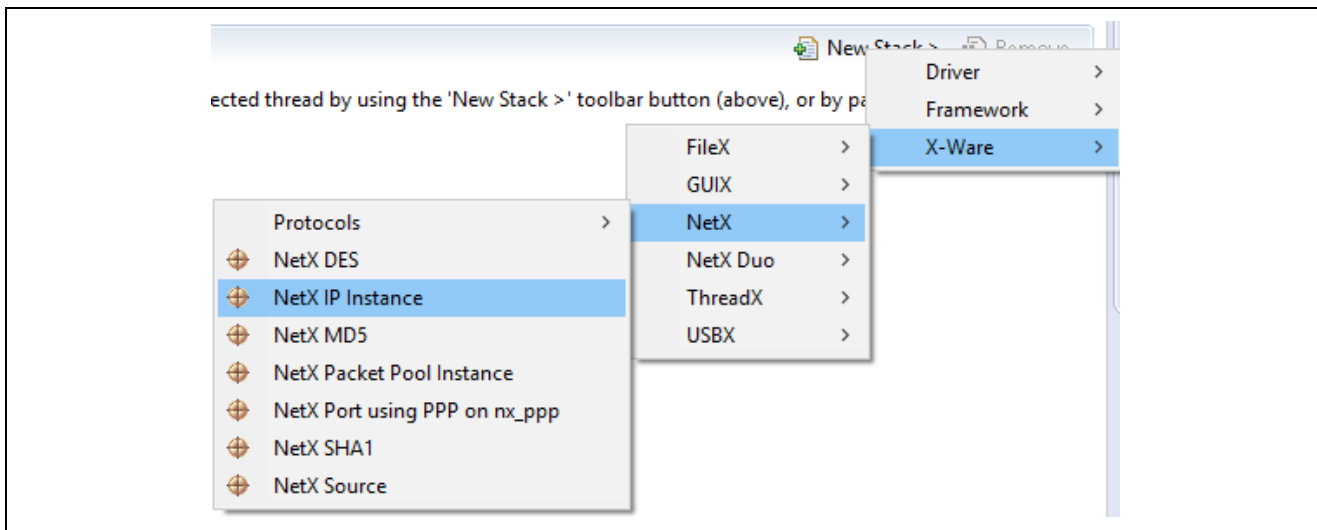 New Stack >
Driver >
ected thread by using the 'New Stack >' toolbar button (above), or by pa
Framework >
X-Ware >
FileX >
GUIX >
NetX >
NetX Duo >
ThreadX >
USBX >
Protocols >
NetX DES
NetX IP Instance
NetX MD5
NetX Packet Pool Instance
NetX Port using PPP on nx_ppp
NetX SHA1
NetX Source